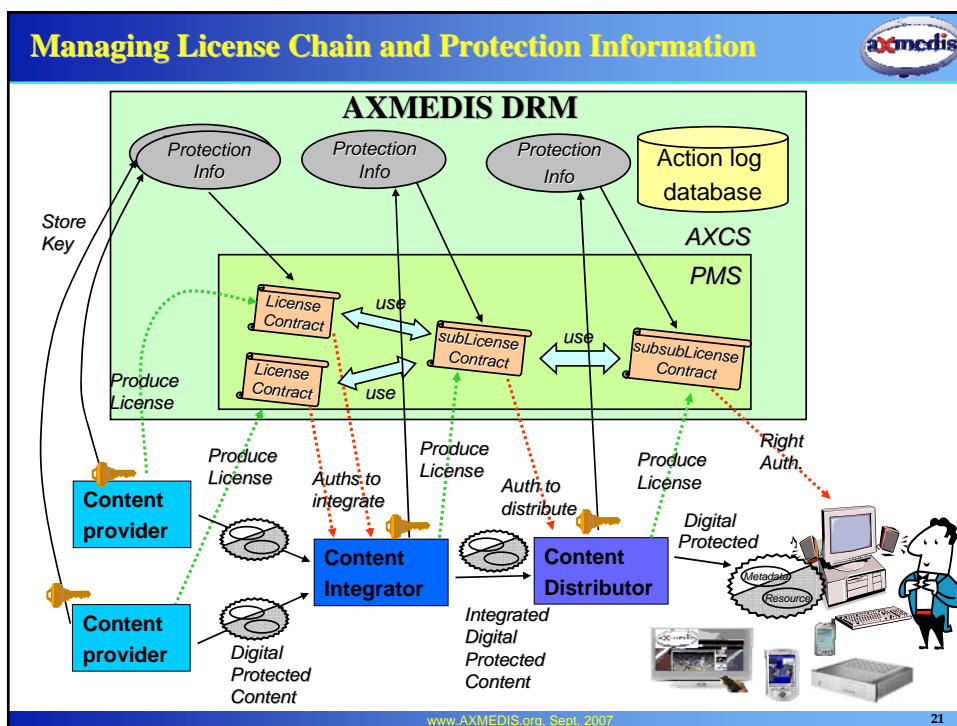 Managing License Chain and Protection Information
axmedis
AXMEDIS DRM
Protection
Info
Protection
Info
Protection
Info
Action log
database
Store
Key
AXCS
PMS
License
Contract
use
subLicense
Contract
use
subsubLicense
Contract
License
Contract
use
Produce
License
Produce
License
Auths to
integrate
Produce
License
Auth to
distribute
Produce
License
Right
Auth.
Content
provider
Content
Integrator
Content
Distributor
Digital
Protected
Metadata
Resource
Content
provider
Digital
Protected
Content
Integrated
Digital
Protected
Content
axmedis
www.AXMEDIS.org, Sept. 2007
21